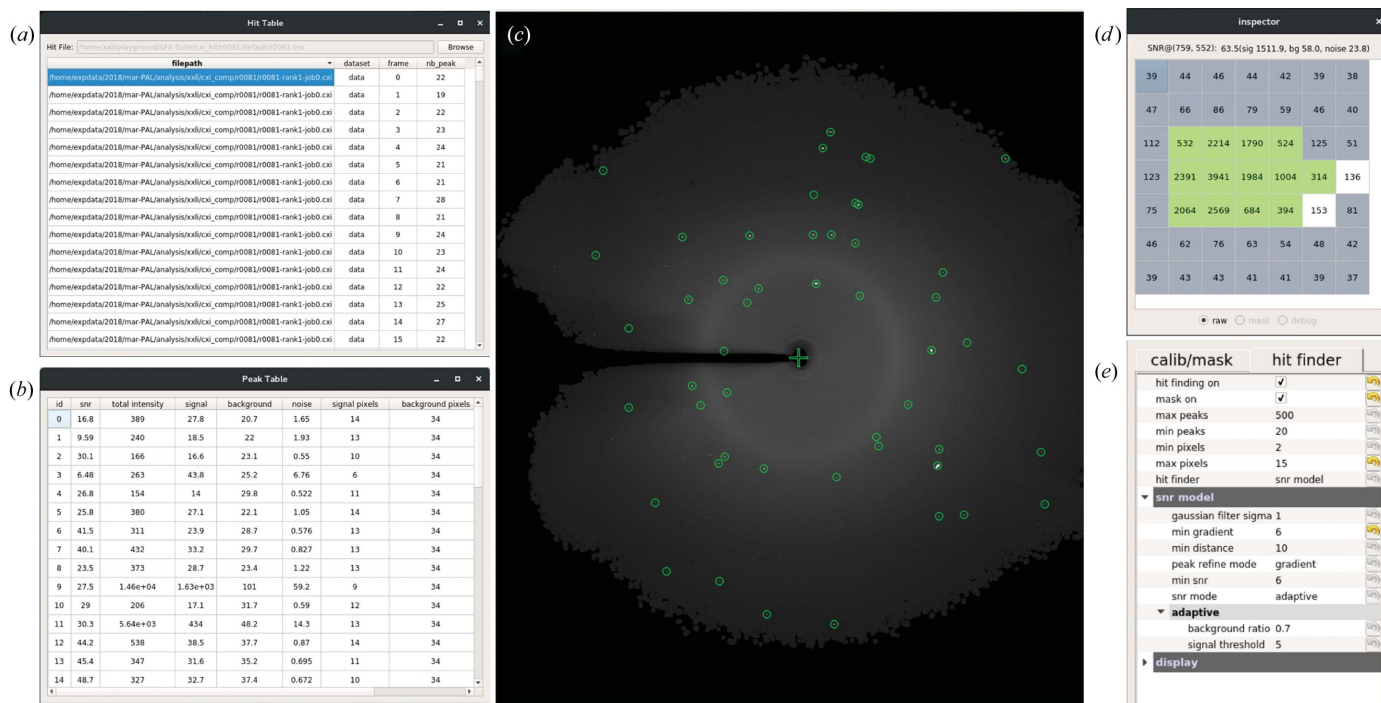 (a)
Hit Table
Hit File: /home/xxli/playground/SFX-Suite/cxi_hit/r0081/default/r0081.csv Browse
filepath dataset frame nb_peak
/home/expdata/2018/mar-PAL/analysis/xxli/cxi_comp/r0081/r0081-rank1-job0.cxi data 0 22
/home/expdata/2018/mar-PAL/analysis/xxli/cxi_comp/r0081/r0081-rank1-job0.cxi data 1 19
/home/expdata/2018/mar-PAL/analysis/xxli/cxi_comp/r0081/r0081-rank1-job0.cxi data 2 22
/home/expdata/2018/mar-PAL/analysis/xxli/cxi_comp/r0081/r0081-rank1-job0.cxi data 3 23
/home/expdata/2018/mar-PAL/analysis/xxli/cxi_comp/r0081/r0081-rank1-job0.cxi data 4 24
/home/expdata/2018/mar-PAL/analysis/xxli/cxi_comp/r0081/r0081-rank1-job0.cxi data 5 21
/home/expdata/2018/mar-PAL/analysis/xxli/cxi_comp/r0081/r0081-rank1-job0.cxi data 6 21
/home/expdata/2018/mar-PAL/analysis/xxli/cxi_comp/r0081/r0081-rank1-job0.cxi data 7 28
/home/expdata/2018/mar-PAL/analysis/xxli/cxi_comp/r0081/r0081-rank1-job0.cxi data 8 21
/home/expdata/2018/mar-PAL/analysis/xxli/cxi_comp/r0081/r0081-rank1-job0.cxi data 9 24
/home/expdata/2018/mar-PAL/analysis/xxli/cxi_comp/r0081/r0081-rank1-job0.cxi data 10 23
/home/expdata/2018/mar-PAL/analysis/xxli/cxi_comp/r0081/r0081-rank1-job0.cxi data 11 24
/home/expdata/2018/mar-PAL/analysis/xxli/cxi_comp/r0081/r0081-rank1-job0.cxi data 12 22
/home/expdata/2018/mar-PAL/analysis/xxli/cxi_comp/r0081/r0081-rank1-job0.cxi data 13 25
/home/expdata/2018/mar-PAL/analysis/xxli/cxi_comp/r0081/r0081-rank1-job0.cxi data 14 27
/home/expdata/2018/mar-PAL/analysis/xxli/cxi_comp/r0081/r0081-rank1-job0.cxi data 15 22
(b)
Peak Table
id snr total intensity signal background noise signal pixels background pixels
0 16.8 389 27.8 20.7 1.65 14 34
1 9.59 240 18.5 22 1.93 13 34
2 30.1 166 16.6 23.1 0.55 10 34
3 6.48 263 43.8 25.2 6.76 6 34
4 26.8 154 14 29.8 0.522 11 34
5 25.8 380 27.1 22.1 1.05 14 34
6 41.5 311 23.9 28.7 0.576 13 34
7 40.1 432 33.2 29.7 0.827 13 34
8 23.5 373 28.7 23.4 1.22 13 34
9 27.5 1.46e+04 1.63e+03 101 59.2 9 34
10 29 206 17.1 31.7 0.59 12 34
11 30.3 5.64e+03 434 48.2 14.3 13 34
12 44.2 538 38.5 37.7 0.87 14 34
13 45.4 347 31.6 35.2 0.695 11 34
14 48.7 327 32.7 37.4 0.672 10 34
(c)
(d)
inspector
SNR@(759, 552): 63.5(sig 1511.9, bg 58.0, noise 23.8)
39 44 46 44 42 39 38
47 66 86 79 59 46 40
112 532 2214 1790 524 125 51
123 2391 3941 1984 1004 314 136
75 2064 2569 684 394 153 81
46 62 76 63 54 48 42
39 43 43 41 41 39 37
raw mask debug
(e)
calib/mask hit finder
hit finding on
mask on
max peaks 500
min peaks 20
min pixels 2
max pixels 15
hit finder snr model
snr model
gaussian filter sigma 1
min gradient 6
min distance 10
peak refine mode gradient
min snr 6
snr mode adaptive
adaptive
background ratio 0.7
signal threshold 5
display